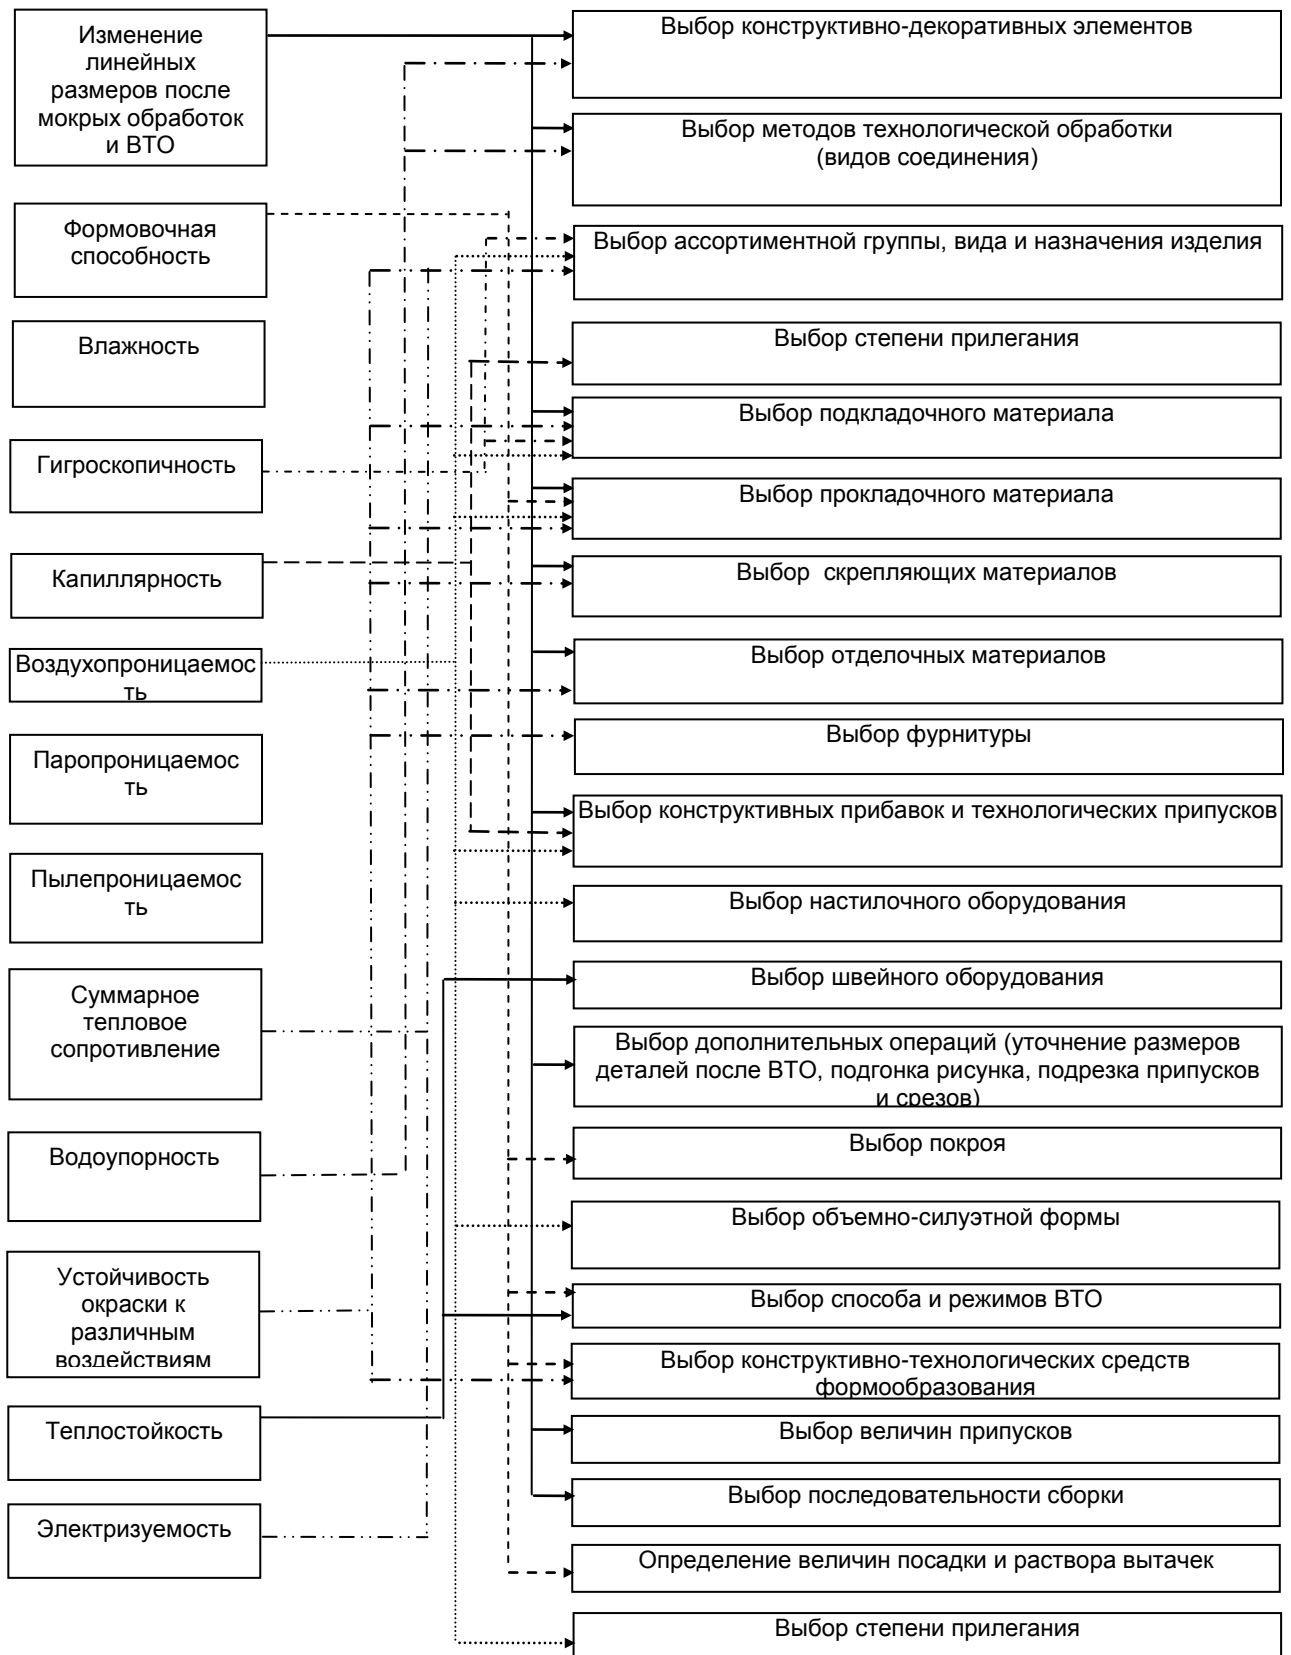 Изменение
линейных
размеров после
мокрых обработок
и ВТО
Формовочная
способность
Влажность
Гигроскопичность
Капиллярность
Воздухопроницаемос
ть
Паропроницаемос
ть
Пылепроницаемос
ть
Суммарное
тепловое
сопротивление
Водоупорность
Устойчивость
окраски к
различным
воздействиям
Теплостойкость
Электризуемость
Выбор конструктивно-декоративных элементов
Выбор методов технологической обработки
(видов соединения)
Выбор ассортиментной группы, вида и назначения изделия
Выбор степени прилегания
Выбор подкладочного материала
Выбор прокладочного материала
Выбор скрепляющих материалов
Выбор отделочных материалов
Выбор фурнитуры
Выбор конструктивных прибавок и технологических припусков
Выбор настилочного оборудования
Выбор швейного оборудования
Выбор дополнительных операций (уточнение размеров
деталей после ВТО, подгонка рисунка, подрезка припусков
и срезов)
Выбор покроя
Выбор объемно-силуэтной формы
Выбор способа и режимов ВТО
Выбор конструктивно-технологических средств
формообразования
Выбор величин припусков
Выбор последовательности сборки
Определение величин посадки и раствора вытачек
Выбор степени прилегания